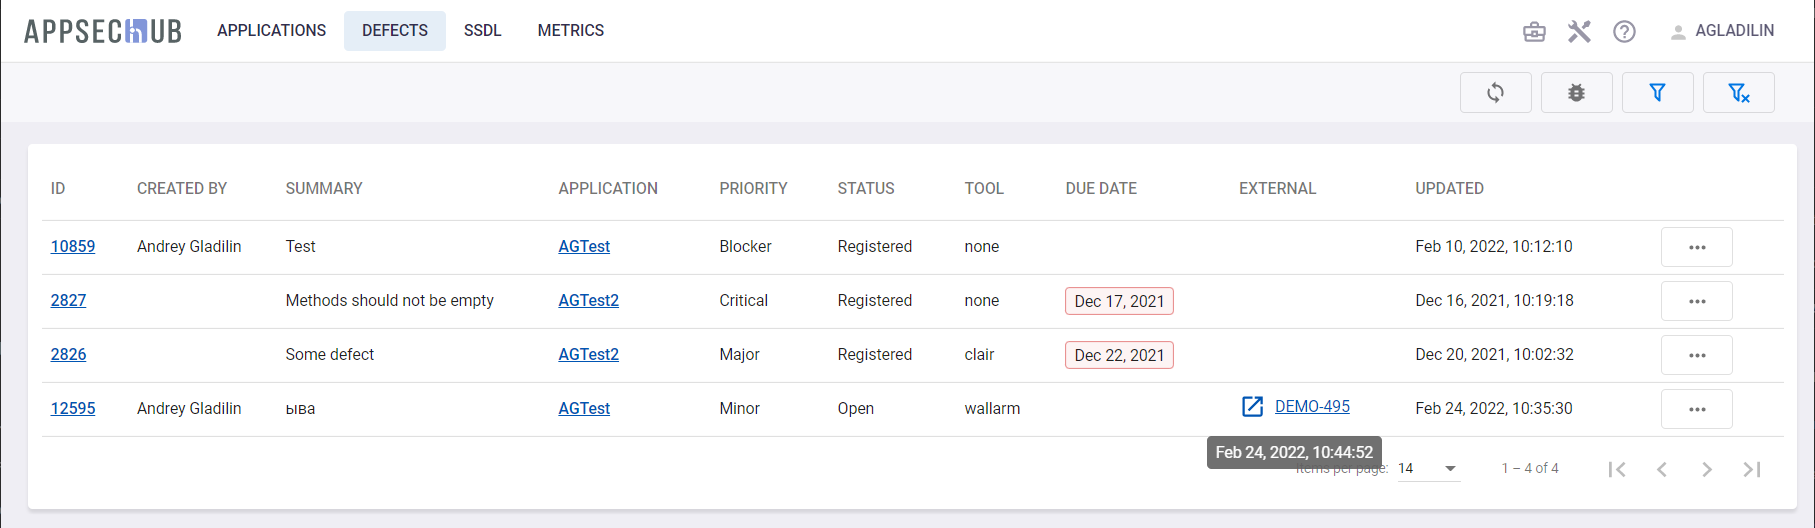 APPSECHUB APPLICATIONS DEFECTS SSDL METRICS AGLADILIN
ID CREATED BY SUMMARY APPLICATION PRIORITY STATUS TOOL DUE DATE EXTERNAL UPDATED
10859 Andrey Gladilin Test AGTest Blocker Registered none Feb 10, 2022, 10:12:10 ...
2827 Methods should not be empty AGTest2 Critical Registered none Dec 17, 2021 Dec 16, 2021, 10:19:18 ...
2826 Some defect AGTest2 Major Registered clair Dec 22, 2021 Dec 20, 2021, 10:02:32 ...
12595 Andrey Gladilin ыва AGTest Minor Open wallarm DEMO-495 Feb 24, 2022, 10:35:30 ...
Feb 24, 2022, 10:44:52
Items per page: 14 1 – 4 of 4